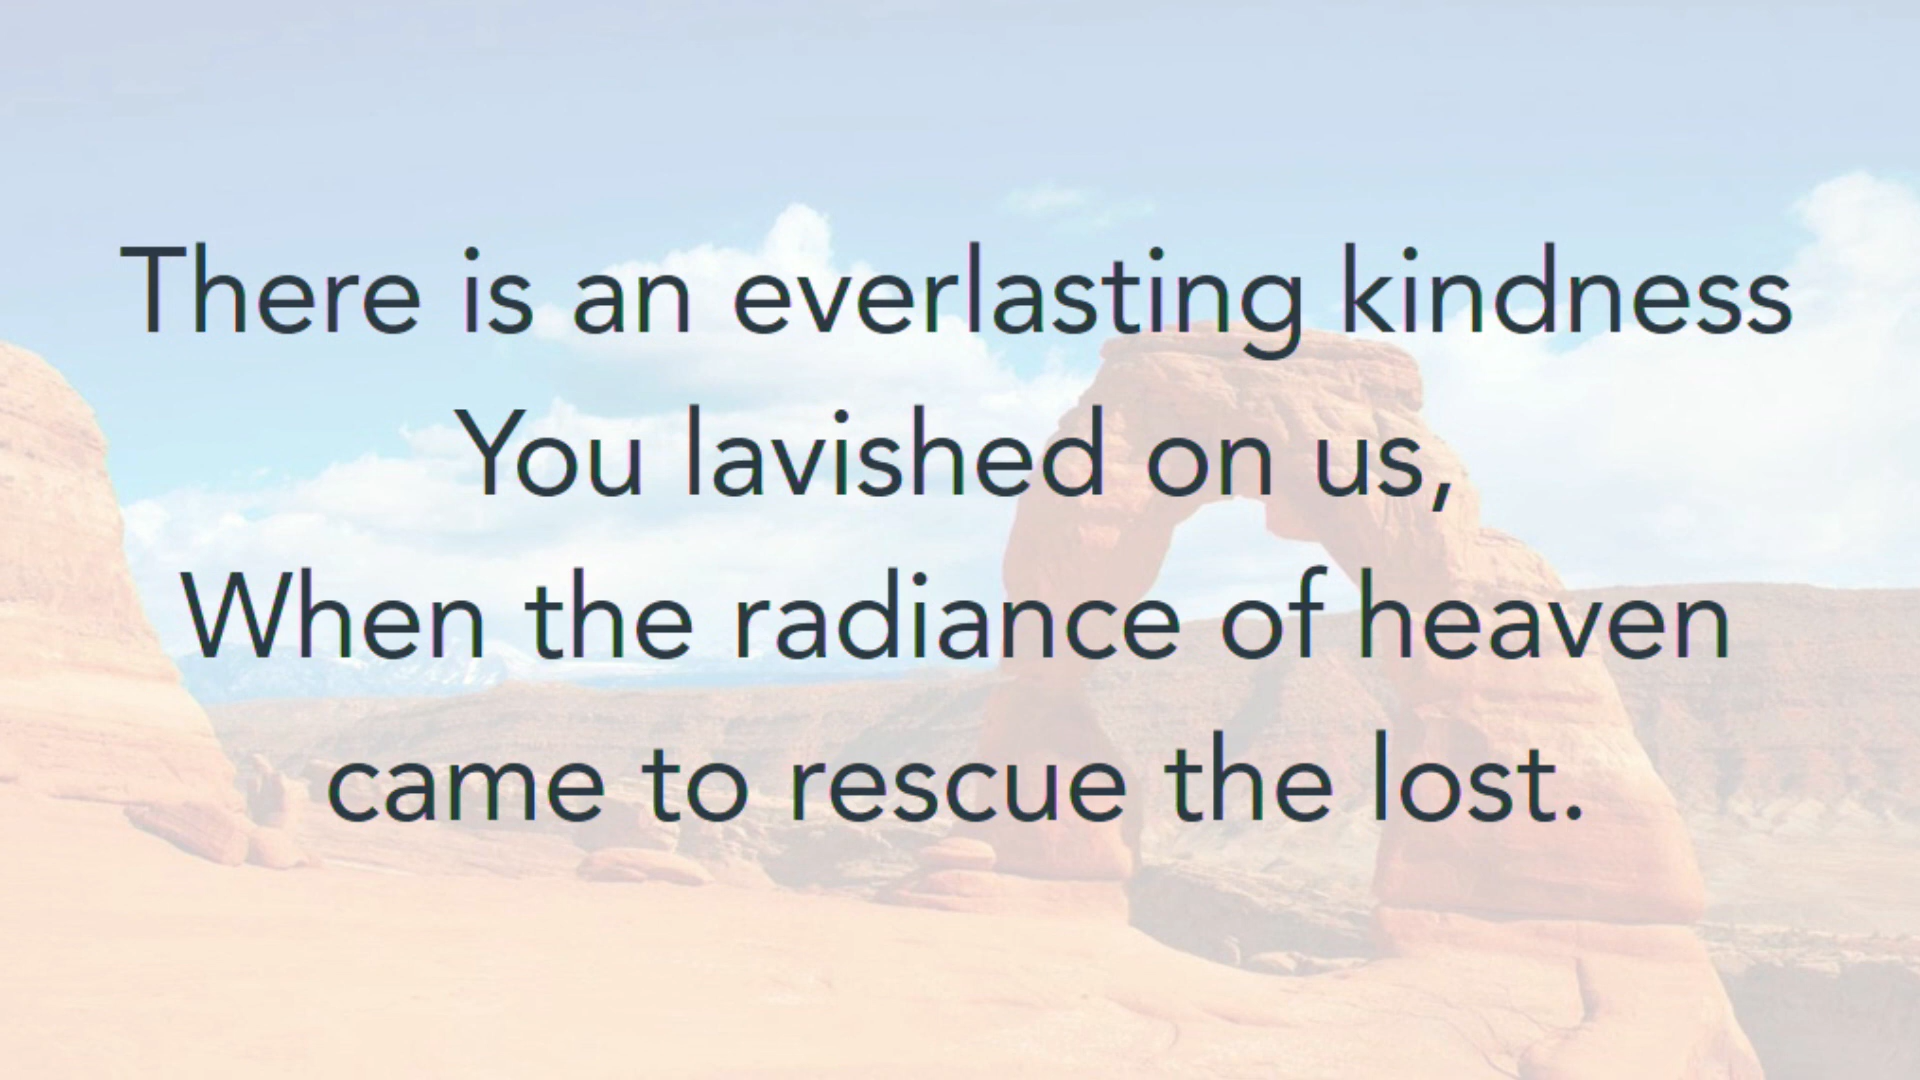 There is an everlasting kindness
You lavished on us,
When the radiance of heaven
came to rescue the lost.